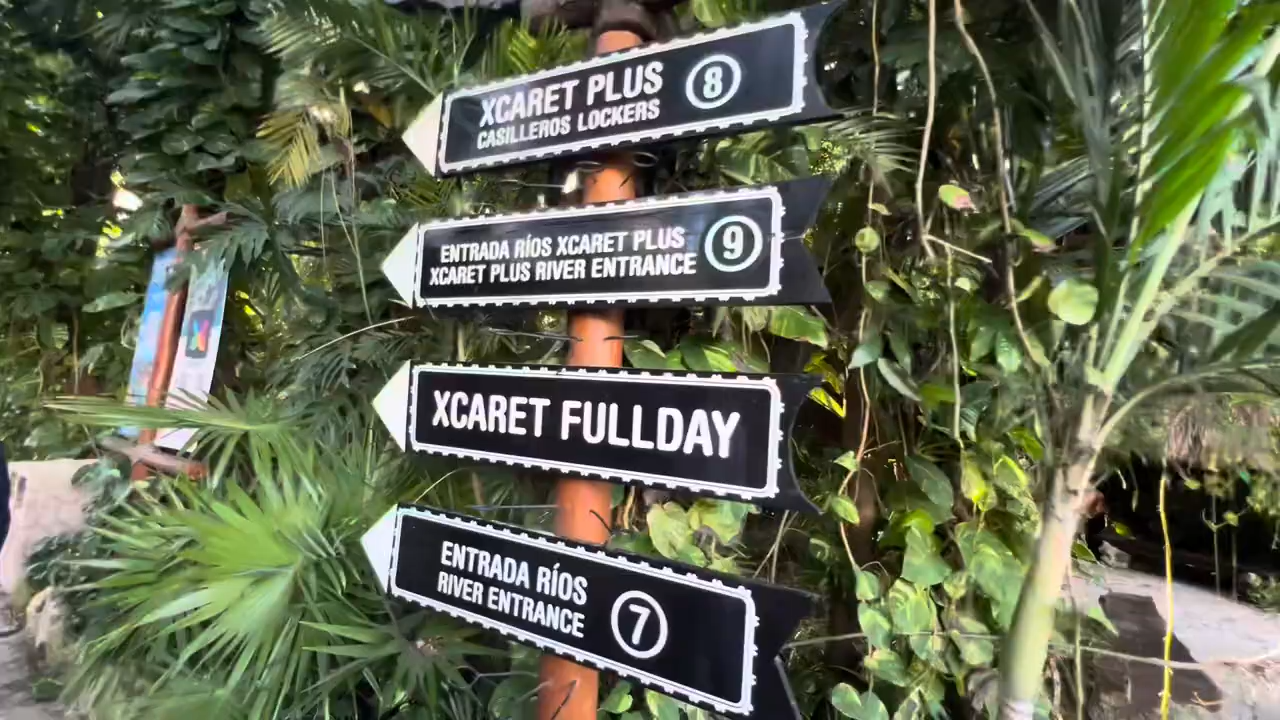 XCARET PLUS
CASILLEROS LOCKERS
8
ENTRADA RÍOS XCARET PLUS
XCARET PLUS RIVER ENTRANCE
9
XCARET FULLDAY
ENTRADA RÍOS
RIVER ENTRANCE
7